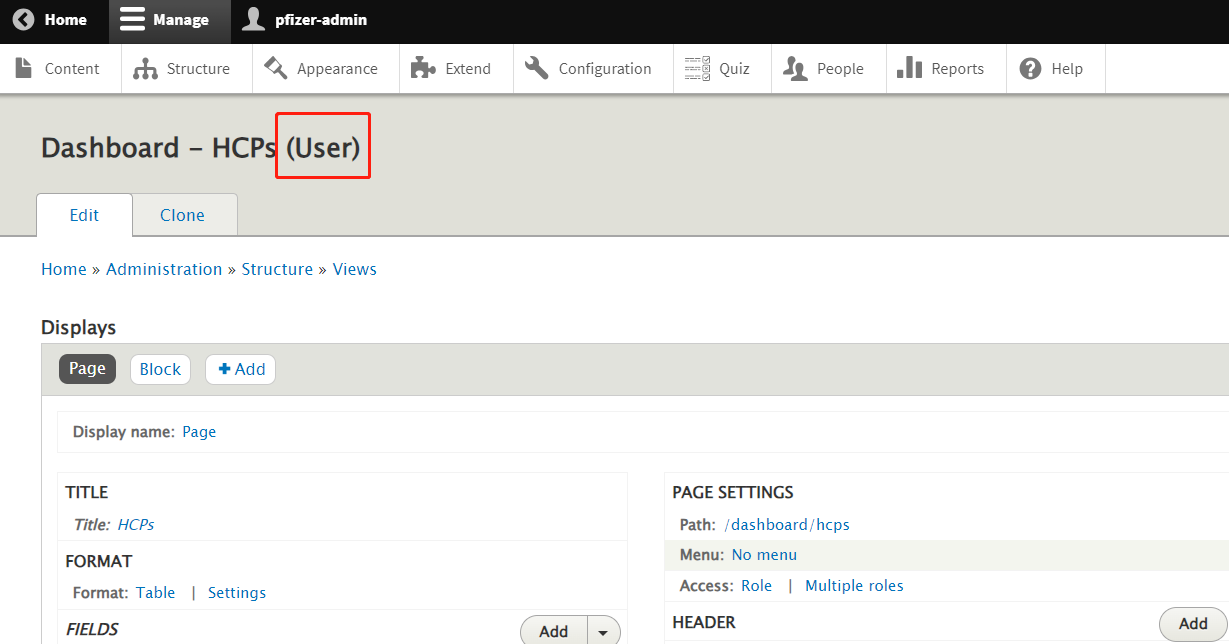 Home Manage pfizer-admin
Content Structure Appearance Extend Configuration Quiz People Reports Help
Dashboard – HCPs (User)
Edit Clone
Home » Administration » Structure » Views
Displays
Page Block + Add
Display name: Page
TITLE
Title: HCPs
FORMAT
Format: Table | Settings
FIELDS Add
PAGE SETTINGS
Path: /dashboard/hcps
Menu: No menu
Access: Role | Multiple roles
HEADER Add